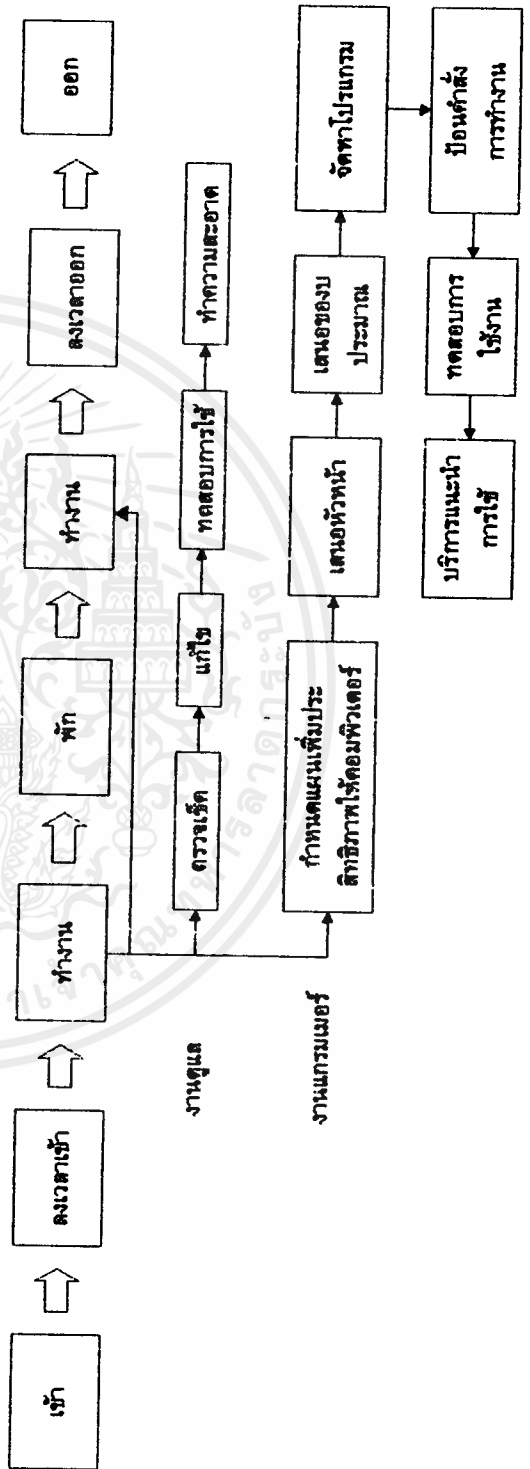 เข้า
ลงเวลาเข้า
ทำงาน
พัก
ทำงาน
ลงเวลาออก
ออก
งานดูแล
ตรวจเช็ค
แก้ไข
ทดสอบการใช้
ทำความสะอาด
งานแกรมเมอร์
กำหนดแผนเพิ่มประ
สิทธิภาพให้คอมพิวเตอร์
เสนอหัวหน้า
เสนอของบ
ประมาณ
จัดหาโปรแกรม
ป้อนคำสั่ง
การทำงาน
ทดสอบการ
ใช้งาน
บริการแนะนำ
การใช้